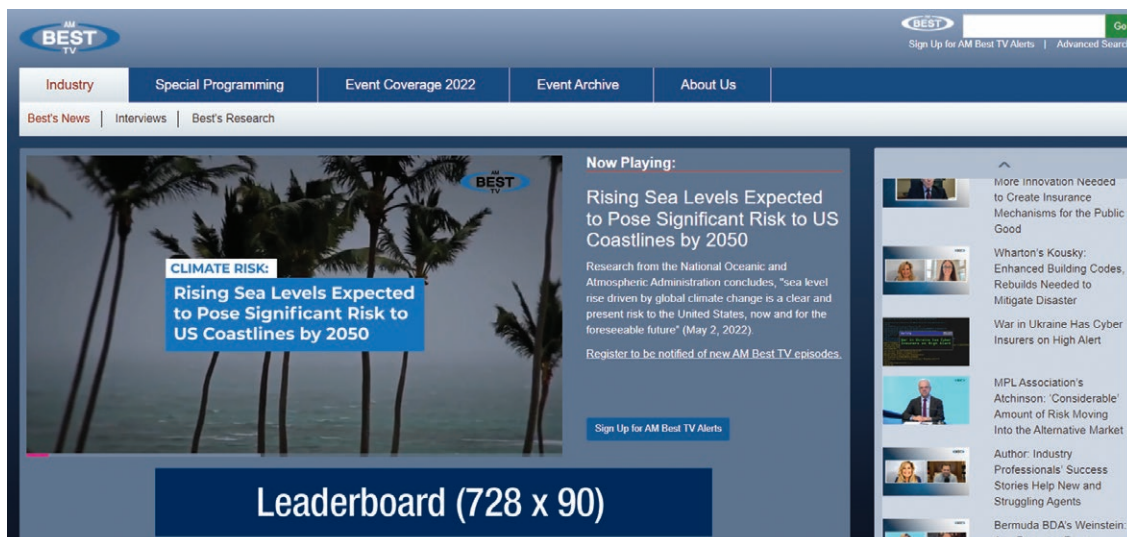 AM
BEST
TV
BEST
Go
Sign Up for AM Best TV Alerts | Advanced Search
Industry
Special Programming
Event Coverage 2022
Event Archive
About Us
Best's News | Interviews | Best's Research
AM
BEST
TV
CLIMATE RISK:
Rising Sea Levels Expected
to Pose Significant Risk to
US Coastlines by 2050
Now Playing:
Rising Sea Levels Expected
to Pose Significant Risk to US
Coastlines by 2050
Research from the National Oceanic and
Atmospheric Administration concludes, "sea level
rise driven by global climate change is a clear and
present risk to the United States, now and for the
foreseeable future" (May 2, 2022).
Register to be notified of new AM Best TV episodes.
Sign Up for AM Best TV Alerts
Leaderboard (728 x 90)
More Innovation Needed
to Create Insurance
Mechanisms for the Public
Good
Wharton's Kousky:
Enhanced Building Codes,
Rebuilds Needed to
Mitigate Disaster
War in Ukraine Has Cyber
Insurers on High Alert
MPL Association's
Atchinson: 'Considerable'
Amount of Risk Moving
Into the Alternative Market
Author: Industry
Professionals' Success
Stories Help New and
Struggling Agents
Bermuda BDA's Weinstein: